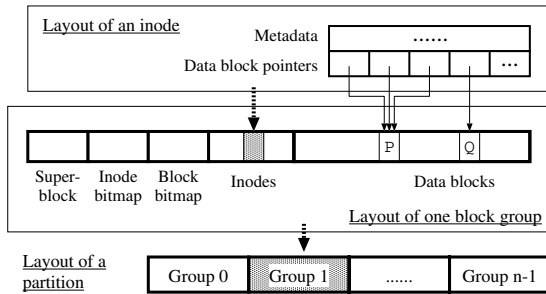 Layout of an inode
Metadata
......
Data block pointers
...
P
Q
Super-
block
Inode
bitmap
Block
bitmap
Inodes
Data blocks
Layout of one block group
Layout of a
partition
Group 0
Group 1
......
Group n-1